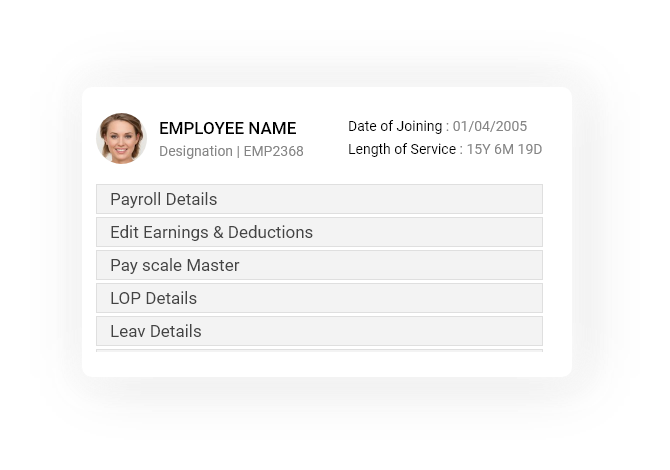 EMPLOYEE NAME
Designation | EMP2368
Date of Joining : 01/04/2005
Length of Service : 15Y 6M 19D
Payroll Details
Edit Earnings & Deductions
Pay scale Master
LOP Details
Leav Details